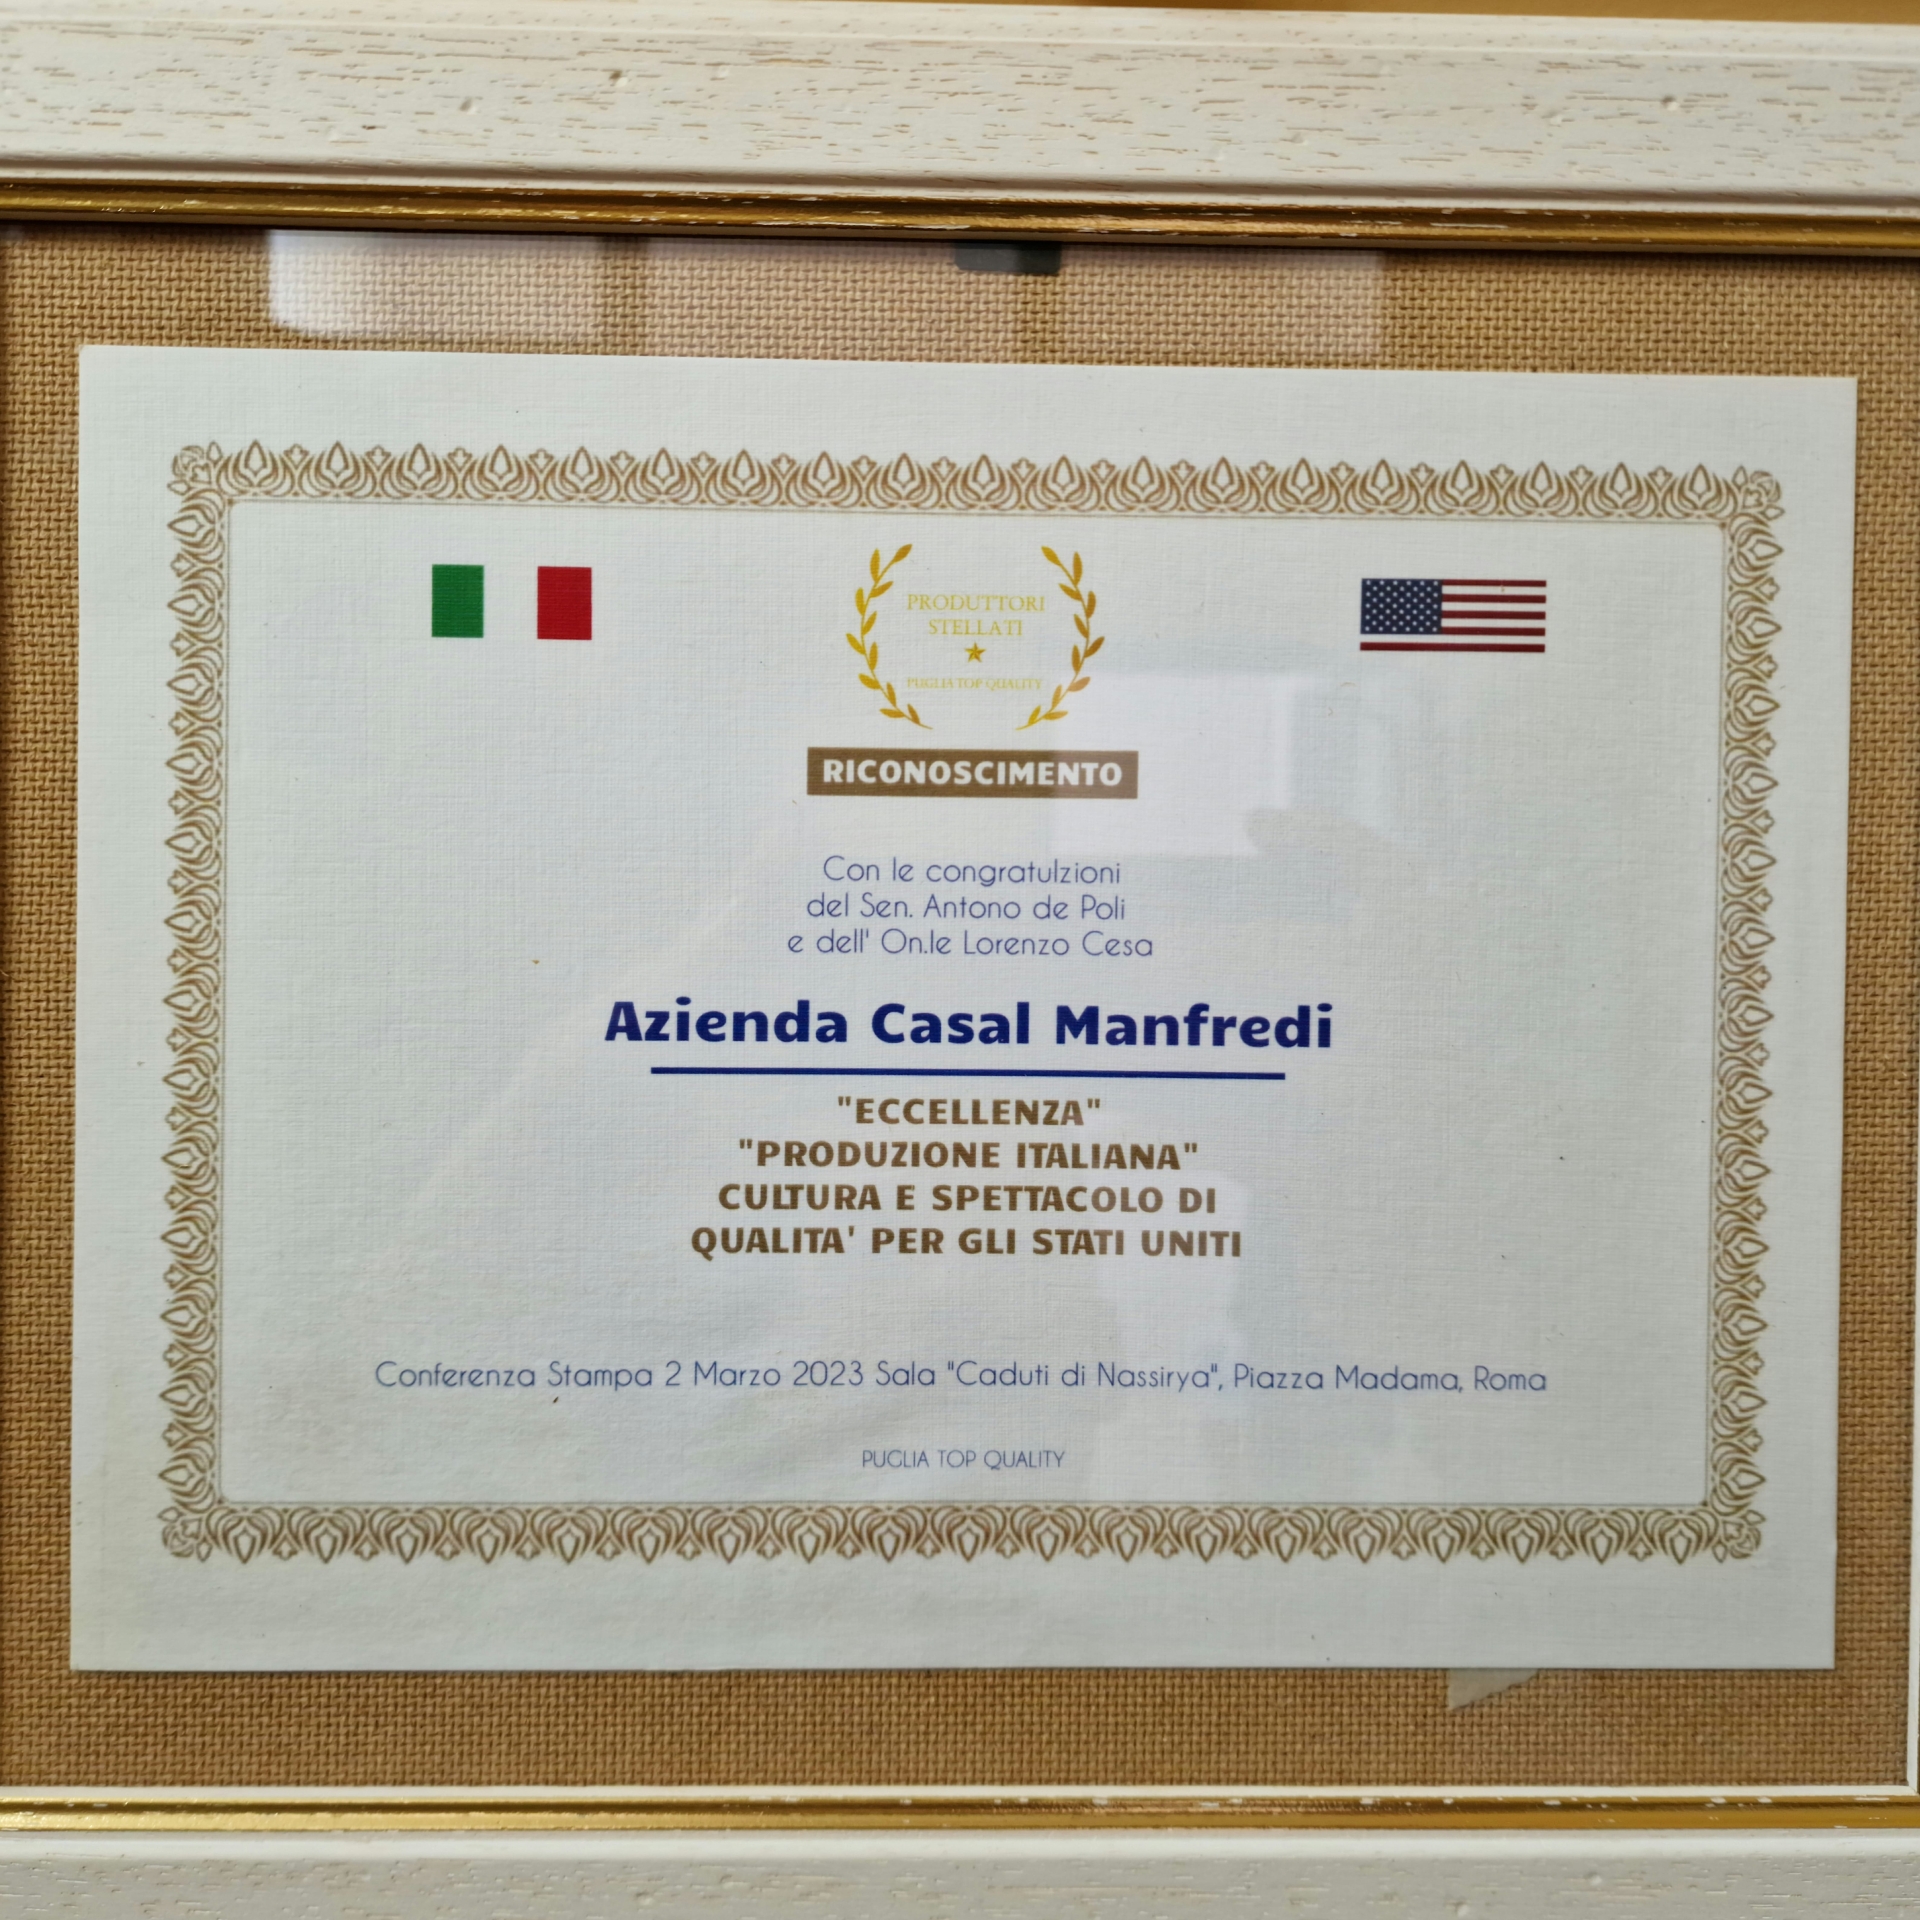 PRODUTTORI
STELLATI
PUGLIA TOP QUALITY
RICONOSCIMENTO
Con le congratulzioni
del Sen. Antono de Poli
e dell' On.le Lorenzo Cesa
Azienda Casal Manfredi
"ECCELLENZA"
"PRODUZIONE ITALIANA"
CULTURA E SPETTACOLO DI
QUALITA' PER GLI STATI UNITI
Conferenza Stampa 2 Marzo 2023 Sala "Caduti di Nassirya", Piazza Madama, Roma
PUGLIA TOP QUALITY